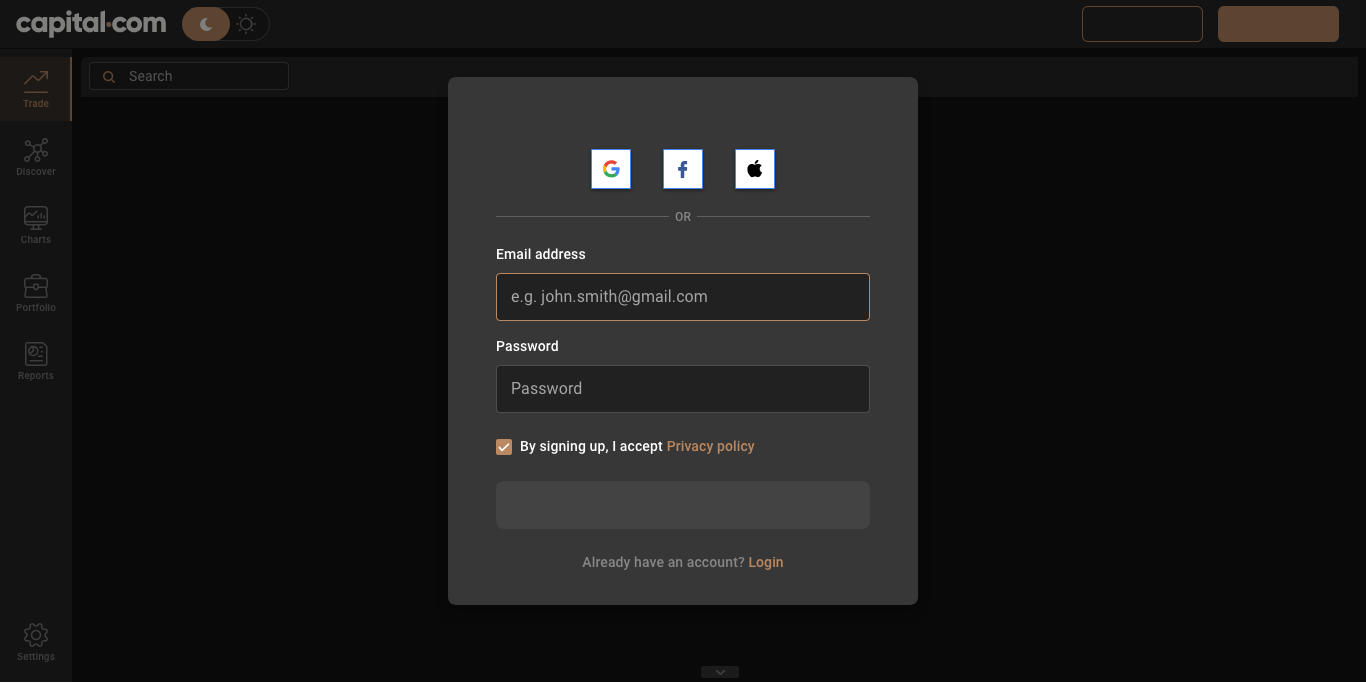 capital.com
Search
Trade
Discover
Charts
Portfolio
Reports
Settings
OR
Email address
e.g. john.smith@gmail.com
Password
Password
By signing up, I accept Privacy policy
Already have an account? Login